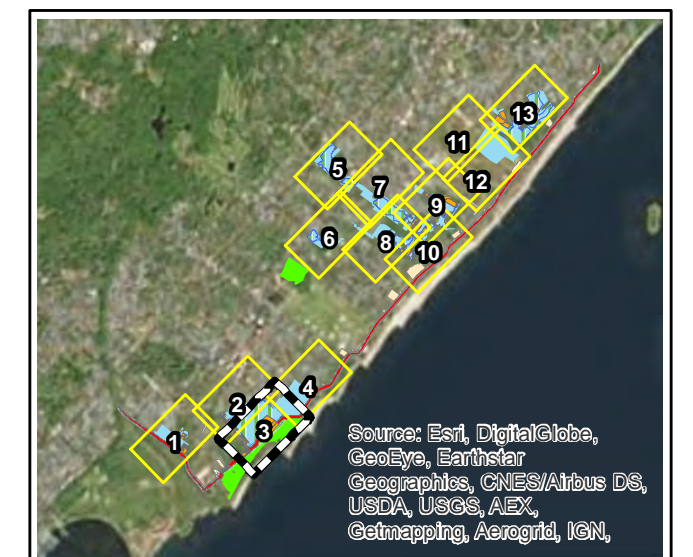 13
11
5
7
12
9
6
8
10
4
2
3
1
Source: Esri, DigitalGlobe,
GeoEye, Earthstar
Geographics, CNES/Airbus DS,
USDA, USGS, AEX,
Getmapping, Aerogrid, IGN,